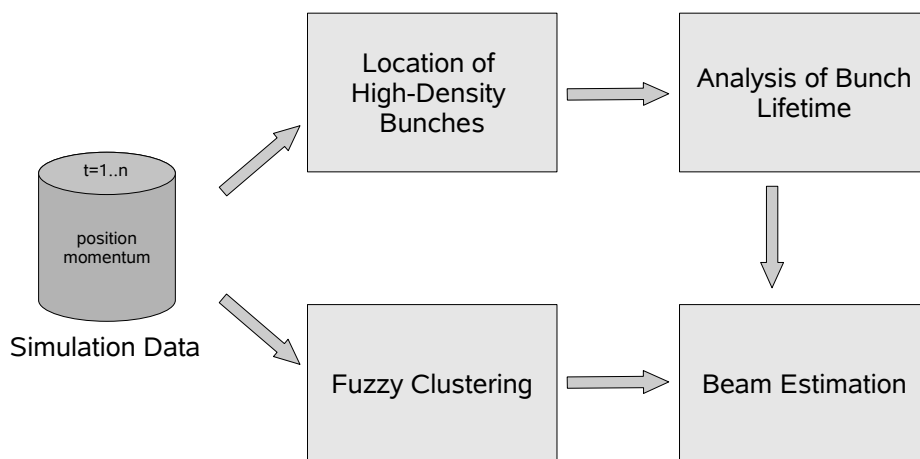 t=1..n
position
momentum
Simulation Data
Location of
High-Density
Bunches
Analysis of Bunch
Lifetime
Fuzzy Clustering
Beam Estimation